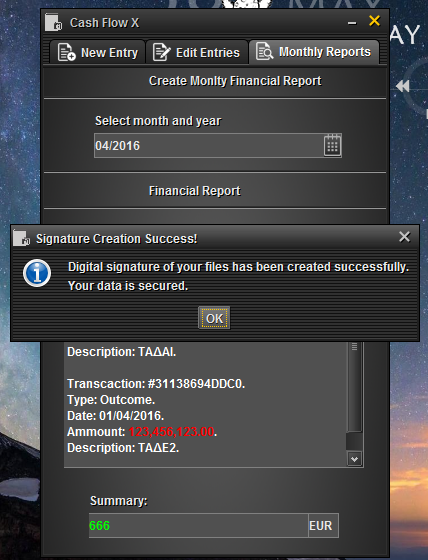 MAY
AY
Cash Flow X
New Entry
Edit Entries
Monthly Reports
Create Monlty Financial Report
Select month and year
04/2016
Financial Report
Signature Creation Success!
Digital signature of your files has been created successfully.
Your data is secured.
OK
Description: ΤΑΔΑΙ.
Transcaction: #31138694DDC0.
Type: Outcome.
Date: 01/04/2016.
Ammount: 123,456,123.00.
Description: ΤΑΔΕ2.
Summary:
666
EUR